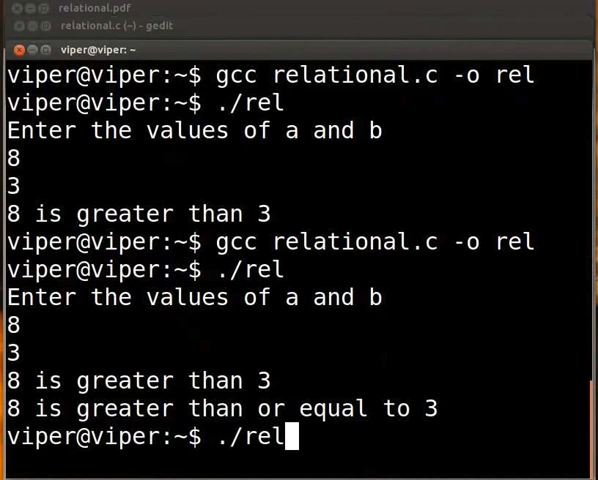 relational.pdf
relational.c (~) - gedit
viper@viper: ~
viper@viper:~$ gcc relational.c -o rel
viper@viper:~$ ./rel
Enter the values of a and b
8
3
8 is greater than 3
viper@viper:~$ gcc relational.c -o rel
viper@viper:~$ ./rel
Enter the values of a and b
8
3
8 is greater than 3
8 is greater than or equal to 3
viper@viper:~$ ./rel